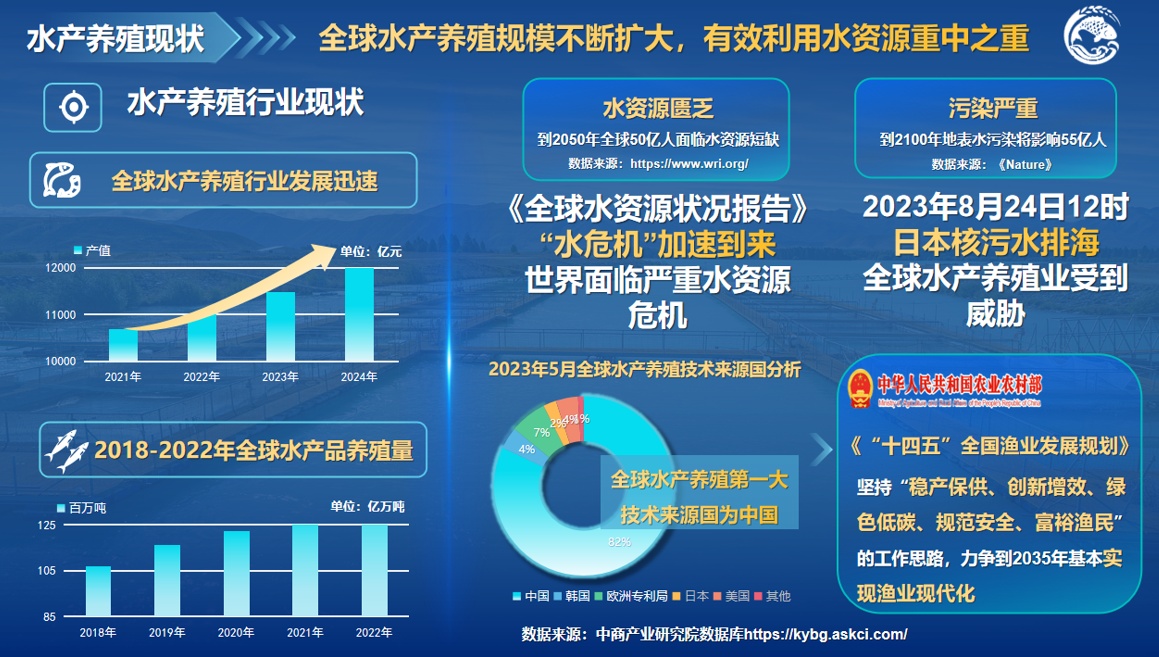 水产养殖现状
全球水产养殖规模不断扩大，有效利用水资源重中之重
水产养殖行业现状
全球水产养殖行业发展迅速
产值
单位：亿元
12000
11000
10000
2021年 2022年 2023年 2024年
2018-2022年全球水产品养殖量
百万吨
单位：亿万吨
125
105
85
2018年 2019年 2020年 2021年 2022年
水资源匮乏
到2050年全球50亿人面临水资源短缺
数据来源：https://www.wri.org/
《全球水资源状况报告》
“水危机”加速到来
世界面临严重水资源
危机
2023年5月全球水产养殖技术来源国分析
4%
7%
2%
4%
1%
82%
全球水产养殖第一大
技术来源国为中国
中国 韩国 欧洲专利局 日本 美国 其他
数据来源：中商产业研究院数据库https://kybg.askci.com/
污染严重
到2100年地表水污染将影响55亿人
数据来源：《Nature》
2023年8月24日12时
日本核污水排海
全球水产养殖业受到
威胁
中华人民共和国农业农村部
Ministry of Agriculture and Rural Affairs of the People's Republic of China
《“十四五”全国渔业发展规划》
坚持“稳产保供、创新增效、绿
色低碳、规范安全、富裕渔民”
的工作思路，力争到2035年基本实
现渔业现代化